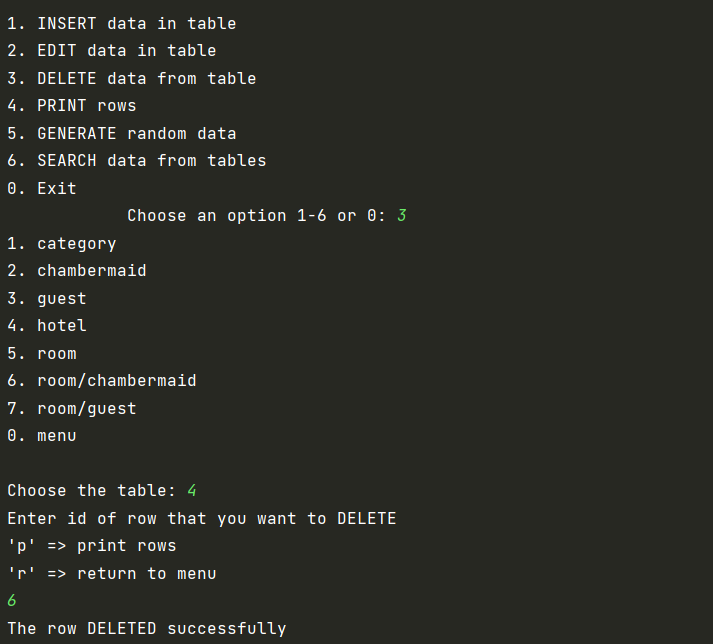 1. INSERT data in table
2. EDIT data in table
3. DELETE data from table
4. PRINT rows
5. GENERATE random data
6. SEARCH data from tables
0. Exit
Choose an option 1-6 or 0: 3
1. category
2. chambermaid
3. guest
4. hotel
5. room
6. room/chambermaid
7. room/guest
0. menu
Choose the table: 4
Enter id of row that you want to DELETE
'p' => print rows
'r' => return to menu
6
The row DELETED successfully